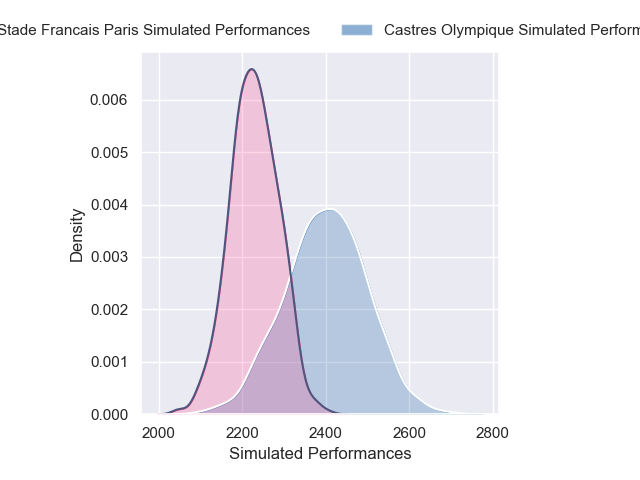 Stade Francais Paris Simulated Performances Castres Olympique Simulated
0.006
0.005
0.004
0.003
0.002
0.001
0.000
Density
2000 2200 2400 2600 2800
Simulated Performances